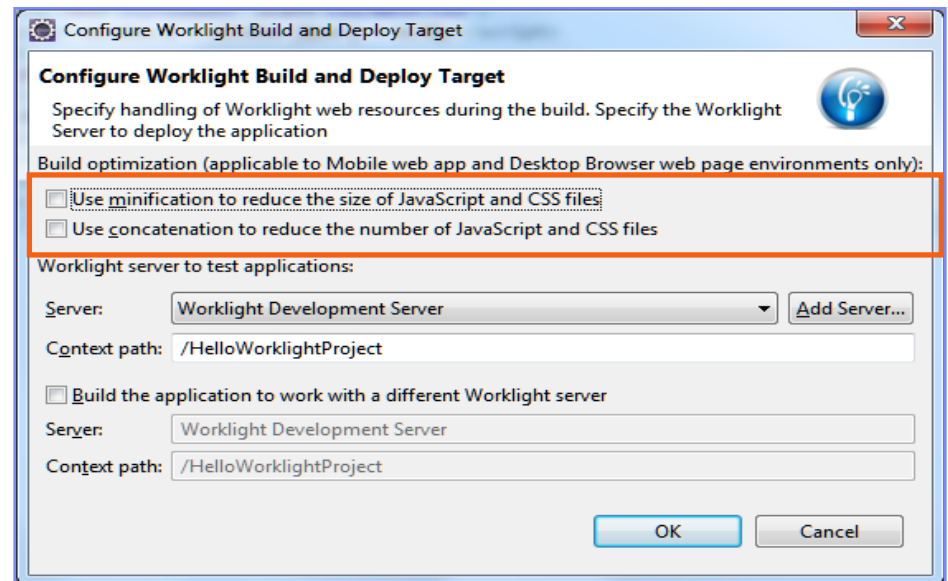 Configure Worklight Build and Deploy Target
Configure Worklight Build and Deploy Target
Specify handling of Worklight web resources during the build. Specify the Worklight
Server to deploy the application
Build optimization (applicable to Mobile web app and Desktop Browser web page environments only):
Use minification to reduce the size of JavaScript and CSS files
Use concatenation to reduce the number of JavaScript and CSS files
Worklight server to test applications:
Server: Worklight Development Server Add Server...
Context path: /HelloWorklightProject
Build the application to work with a different Worklight server
Server: Worklight Development Server
Context path: /HelloWorklightProject
OK Cancel